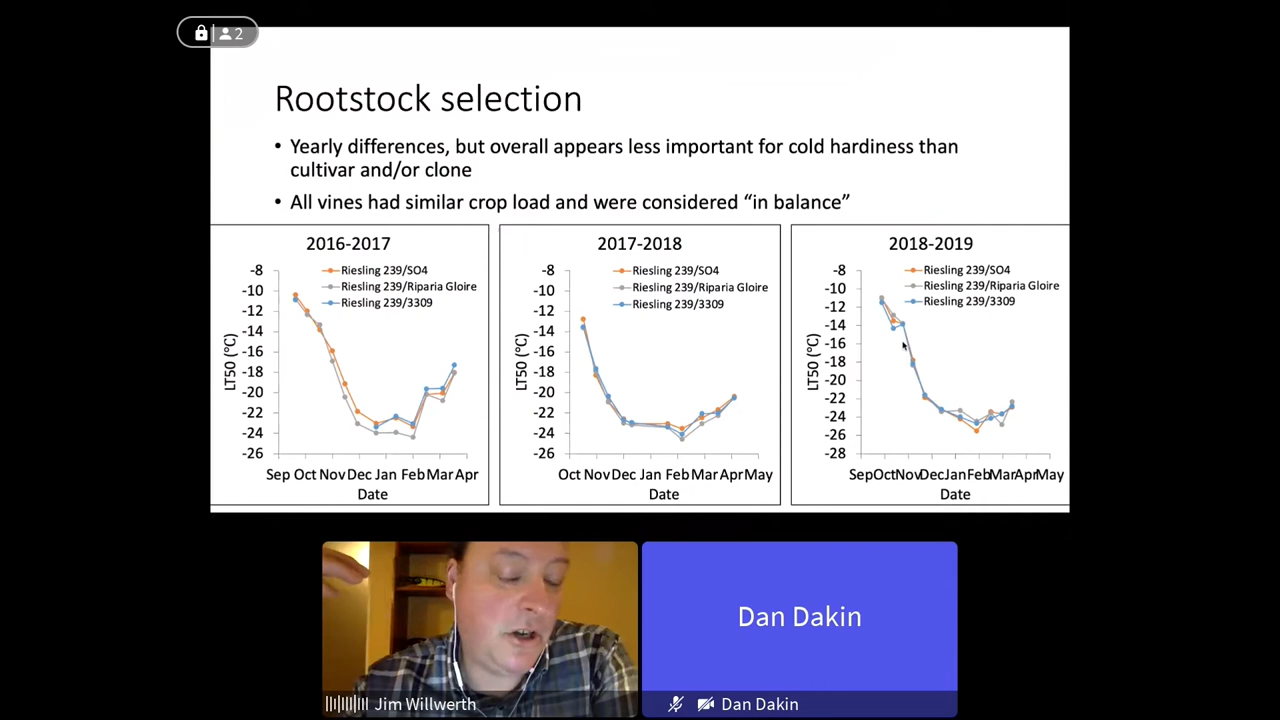 2
Rootstock selection
• Yearly differences, but overall appears less important for cold hardiness than
cultivar and/or clone
• All vines had similar crop load and were considered “in balance”
2016-2017
Riesling 239/SO4
Riesling 239/Riparia Gloire
Riesling 239/3309
-8
-10
-12
-14
-16
-18
-20
-22
-24
-26
LT50 (°C)
Sep Oct Nov Dec Jan Feb Mar Apr
Date
2017-2018
Riesling 239/SO4
Riesling 239/Riparia Gloire
Riesling 239/3309
-8
-10
-12
-14
-16
-18
-20
-22
-24
-26
LT50 (°C)
Oct Nov Dec Jan Feb Mar Apr May
Date
2018-2019
Riesling 239/SO4
Riesling 239/Riparia Gloire
Riesling 239/3309
-8
-10
-12
-14
-16
-18
-20
-22
-24
-26
-28
LT50 (°C)
Sep Oct Nov Dec Jan Feb Mar Apr May
Date
Dan Dakin
Jim Willwerth
Dan Dakin